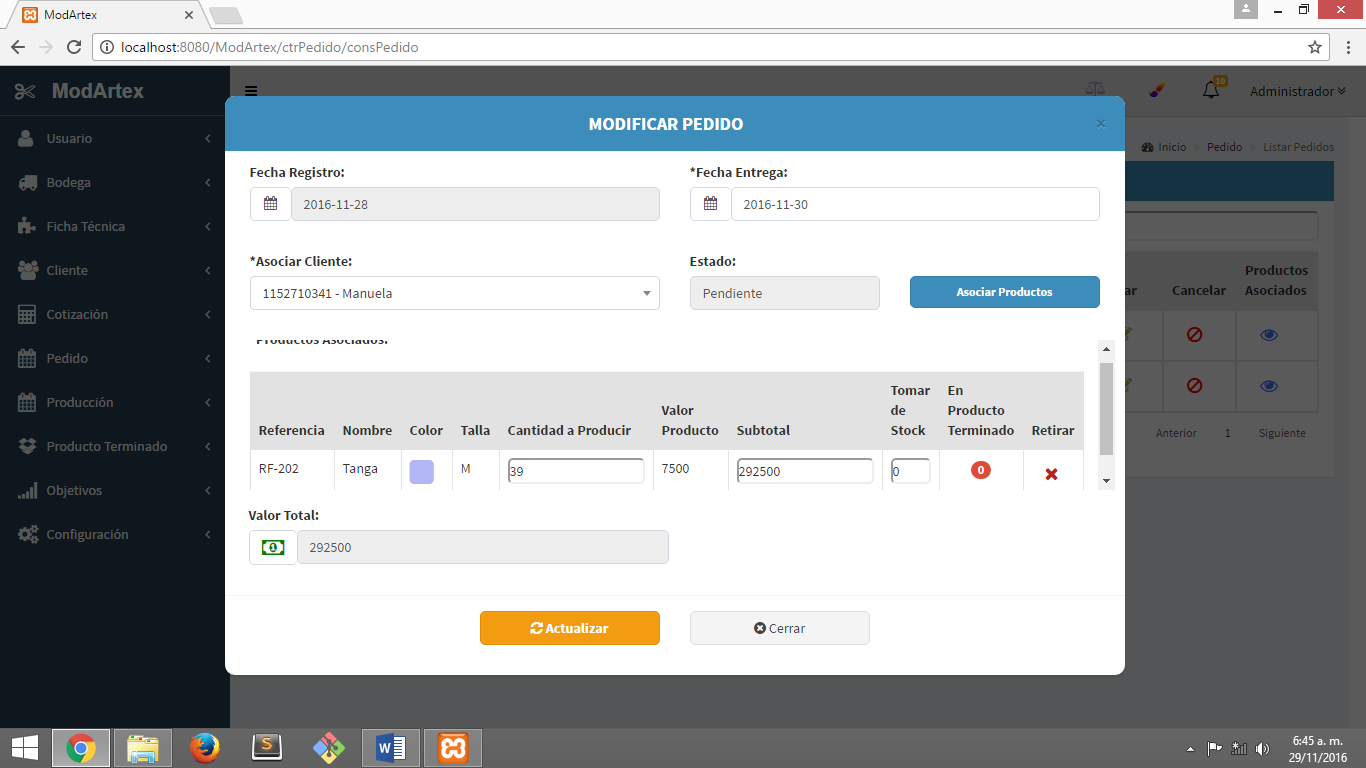 ModArtex
localhost:8080/ModArtex/ctrPedido/consPedido
ModArtex
10
Administrador
Usuario
Bodega
Ficha Técnica
Cliente
Cotización
Pedido
Producción
Producto Terminado
Objetivos
Configuración
Inicio > Pedido > Listar Pedidos
MODIFICAR PEDIDO
×
Fecha Registro:
*Fecha Entrega:
2016-11-28
2016-11-30
*Asociar Cliente:
Estado:
1152710341 - Manuela
Pendiente
Asociar Productos
Productos Asociados:
Referencia Nombre Color Talla Cantidad a Producir Valor Producto Subtotal Tomar de Stock En Producto Terminado Retirar
RF-202 Tanga M 39 7500 292500 0 0
Valor Total:
292500
Actualizar
Cerrar
ar Cancelar Productos Asociados
Anterior 1 Siguiente
6:45 a. m.
29/11/2016